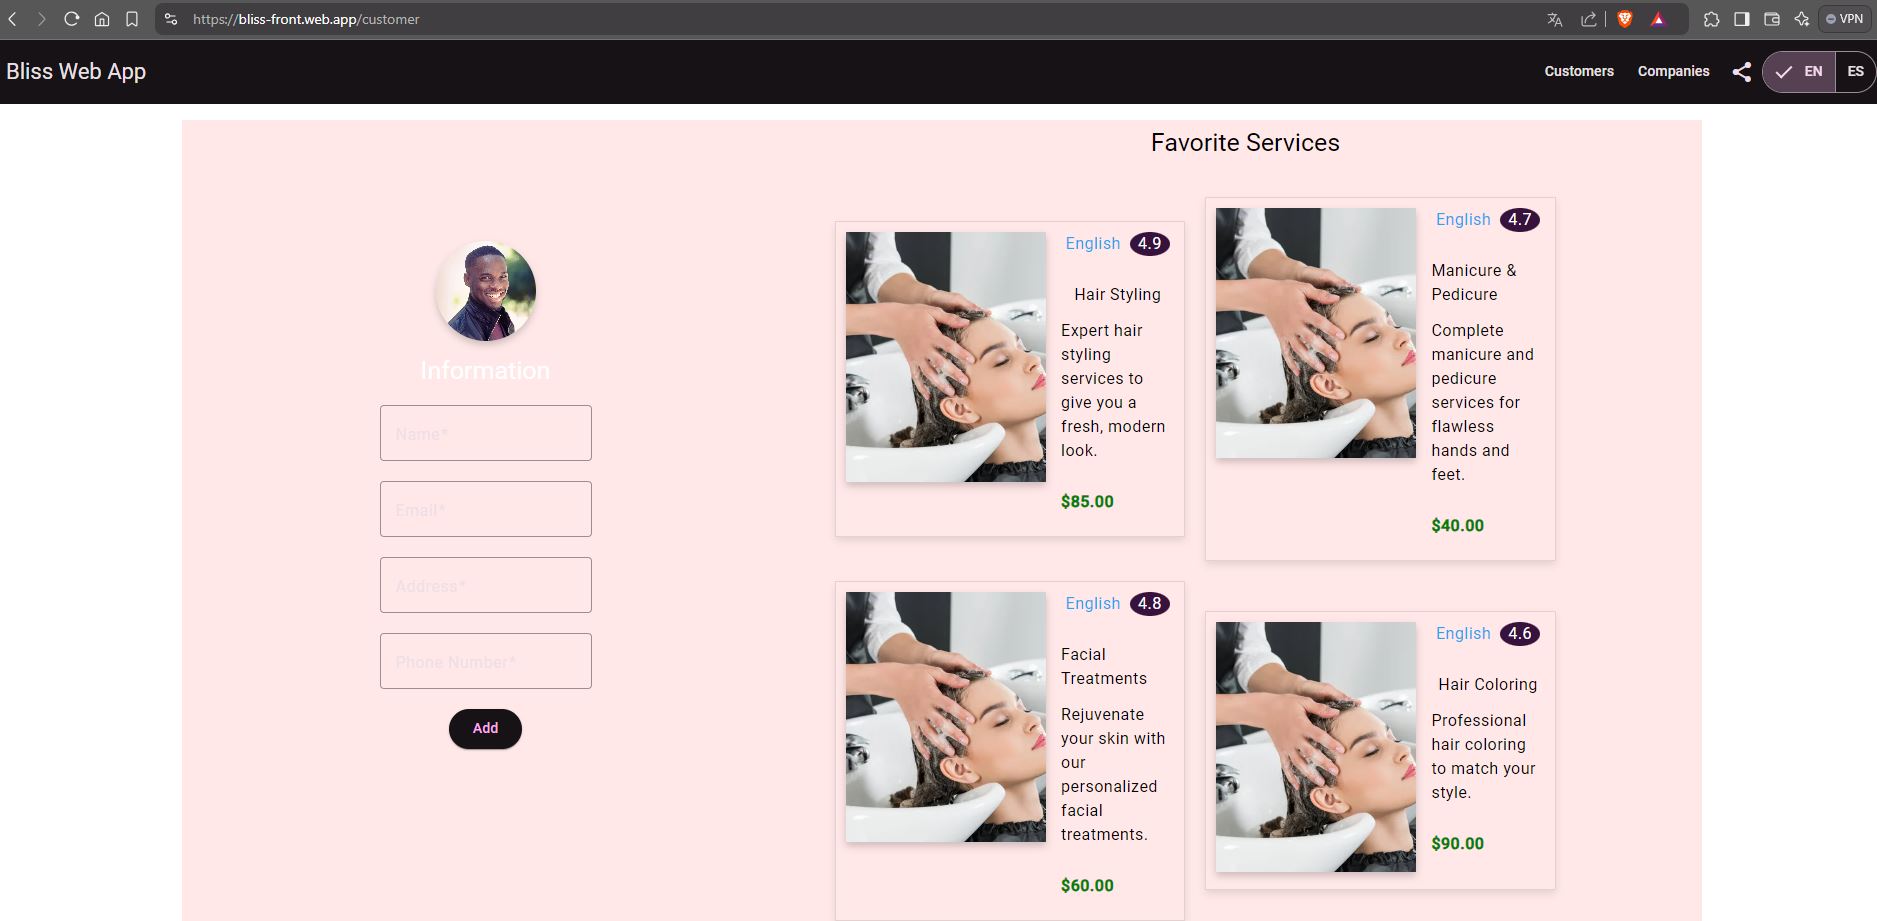 https://bliss-front.web.app/customer
VPN
Bliss Web App
Customers
Companies
EN
ES
Information
Name*
Email*
Address*
Phone Number*
Add
Favorite Services
English 4.9
Hair Styling
Expert hair
styling
services to
give you a
fresh, modern
look.
$85.00
English 4.7
Manicure &
Pedicure
Complete
manicure and
pedicure
services for
flawless
hands and
feet.
$40.00
English 4.8
Facial
Treatments
Rejuvenate
your skin with
our
personalized
facial
treatments.
$60.00
English 4.6
Hair Coloring
Professional
hair coloring
to match your
style.
$90.00